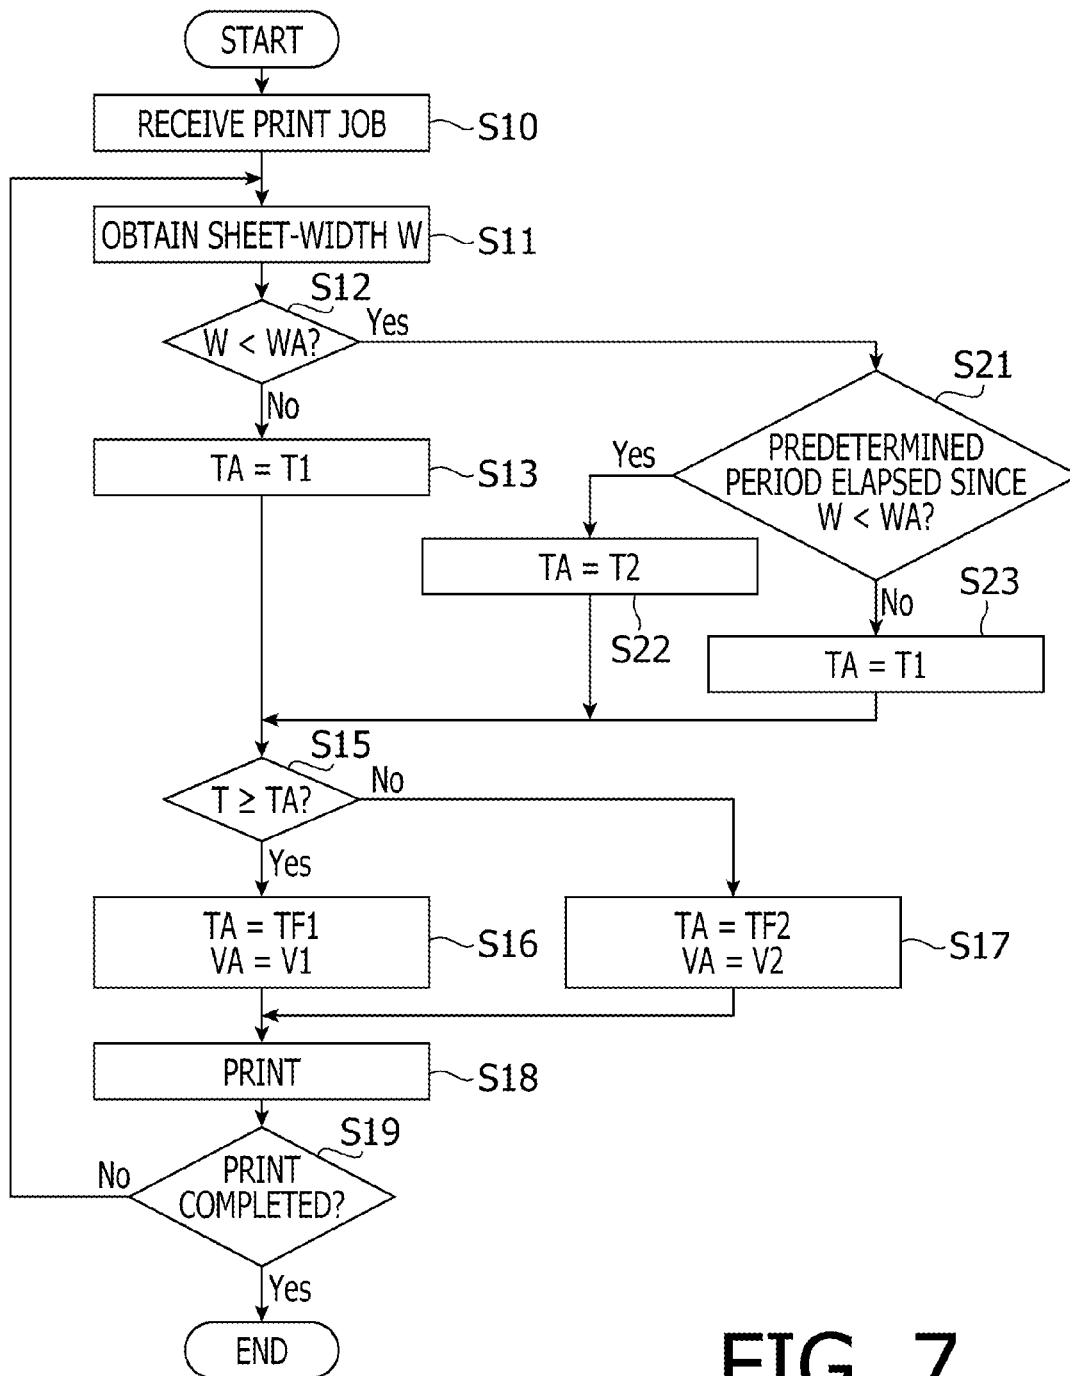 START
RECEIVE PRINT JOB
S10
OBTAIN SHEET-WIDTH W
S11
S12
W < WA?
Yes
No
TA = T1
S13
S21
PREDETERMINED
PERIOD ELAPSED SINCE
W < WA?
Yes
TA = T2
S22
No
S23
TA = T1
S15
T ≥ TA?
No
Yes
TA = TF1
VA = V1
S16
TA = TF2
VA = V2
S17
PRINT
S18
S19
PRINT
COMPLETED?
No
Yes
END
FIG. 7